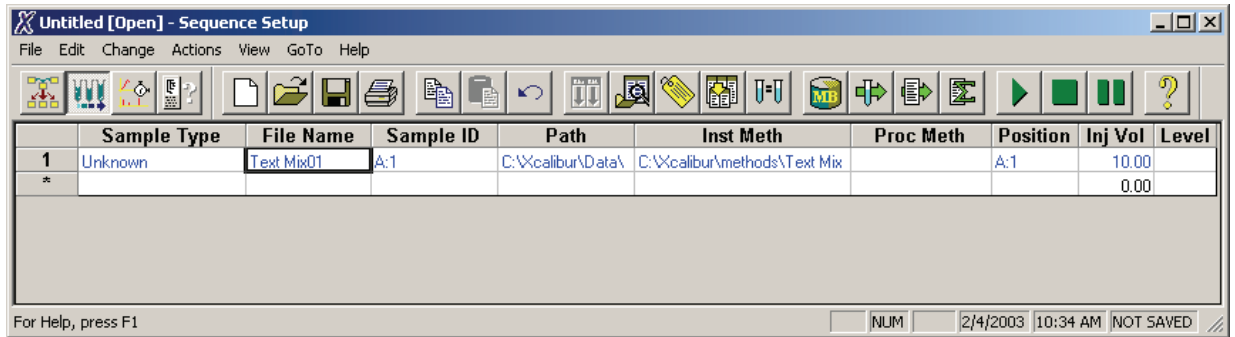 Untitled [Open] - Sequence Setup
File Edit Change Actions View GoTo Help
MB
Sample Type File Name Sample ID Path Inst Meth Proc Meth Position Inj Vol Level
1 Unknown Text Mix01 A:1 C:\Xcalibur\Data\ C:\Xcalibur\methods\Text Mix A:1 10.00
* 0.00
For Help, press F1 NUM 2/4/2003 10:34 AM NOT SAVED